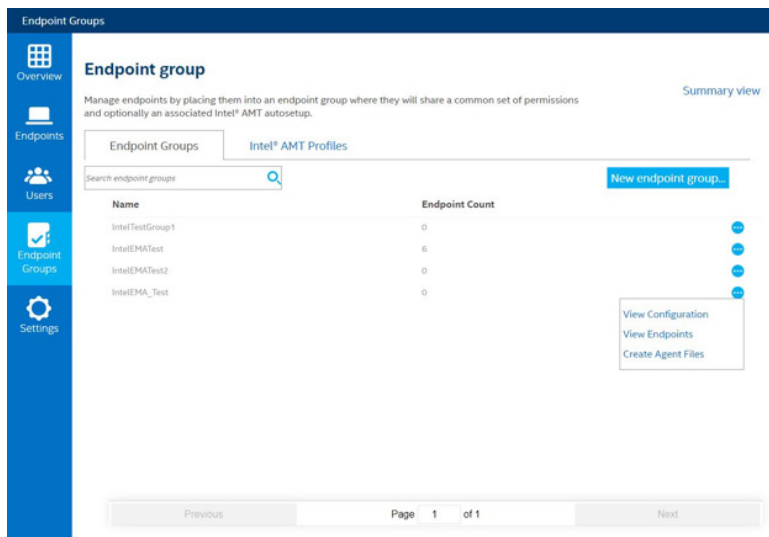 Endpoint Groups
Overview
Endpoints
Users
Endpoint
Groups
Settings
Endpoint group
Summary view
Manage endpoints by placing them into an endpoint group where they will share a common set of permissions
and optionally an associated Intel® AMT autosetup.
Endpoint Groups
Intel® AMT Profiles
Search endpoint groups
New endpoint group...
Name Endpoint Count
IntelTestGroup1 0
IntelEMATest 6
IntelEMATest2 0
IntelEMA_Test 0
View Configuration
View Endpoints
Create Agent Files
Previous Page 1 of 1 Next